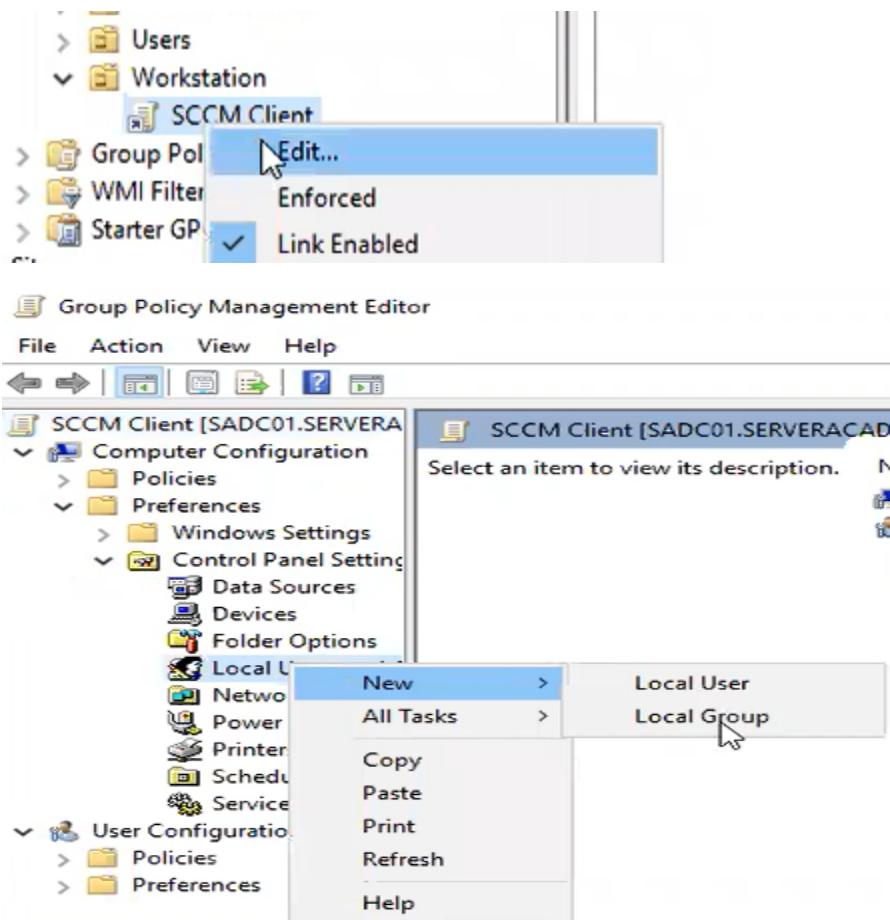 Users
Workstation
SCCM Client
Group Pol
Edit...
WMI Filter
Enforced
Starter GP
Link Enabled
Group Policy Management Editor
File Action View Help
SCCM Client [SADC01.SERVERA
SCCM Client [SADC01.SERVERACAD
Computer Configuration
Select an item to view its description.
N
Policies
Preferences
Windows Settings
Control Panel Setting
Data Sources
Devices
Folder Options
Local U
New
Local User
Netwo
Power
All Tasks
Local Group
Printer
Copy
Schedu
Paste
Service
Print
User Configuratio
Policies
Refresh
Preferences
Help